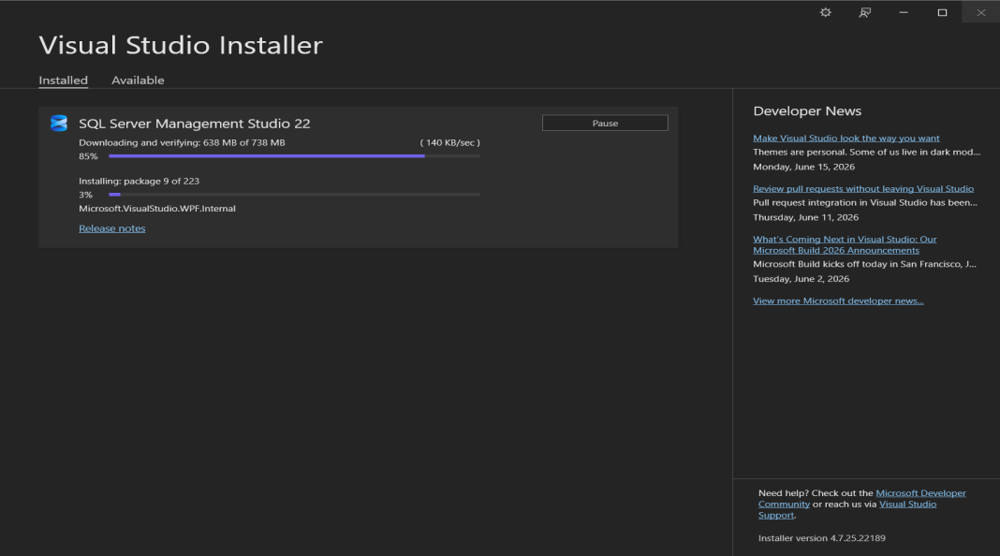 Visual Studio Installer
Installed
Available
SQL Server Management Studio 22
Pause
Downloading and verifying: 638 MB of 738 MB
( 140 KB/sec )
85%
Installing: package 9 of 223
3%
Microsoft.VisualStudio.WPF.Internal
Release notes
Developer News
Make Visual Studio look the way you want
Themes are personal. Some of us live in dark mod...
Monday, June 15, 2026
Review pull requests without leaving Visual Studio
Pull request integration in Visual Studio has been...
Thursday, June 11, 2026
What's Coming Next in Visual Studio: Our
Microsoft Build 2026 Announcements
Microsoft Build kicks off today in San Francisco, J...
Tuesday, June 2, 2026
View more Microsoft developer news...
Need help? Check out the Microsoft Developer
Community or reach us via Visual Studio
Support.
Installer version 4.7.25.22189